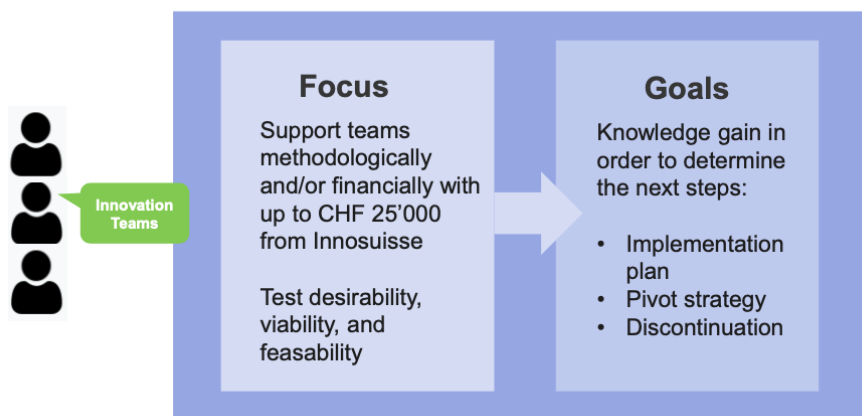 Focus
Support teams
methodologically
and/or financially with
up to CHF 25’000
from Innosuisse
Test desirability,
viability, and
feasability
Goals
Knowledge gain in
order to determine
the next steps:
• Implementation
plan
• Pivot strategy
• Discontinuation
Innovation
Teams